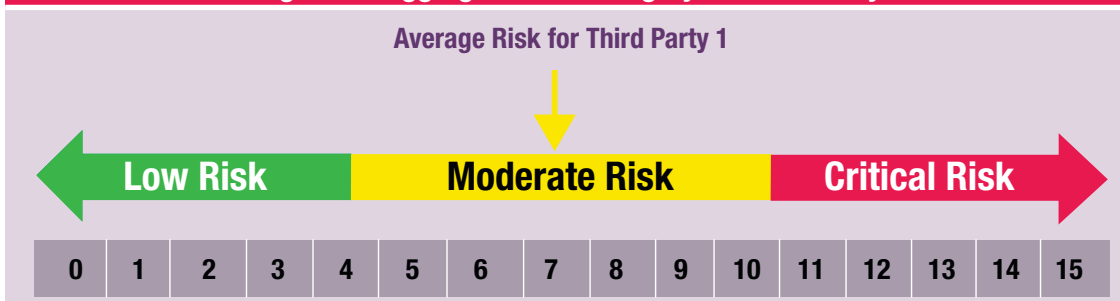 Average Risk for Third Party 1
Low Risk Moderate Risk Critical Risk
0 1 2 3 4 5 6 7 8 9 10 11 12 13 14 15